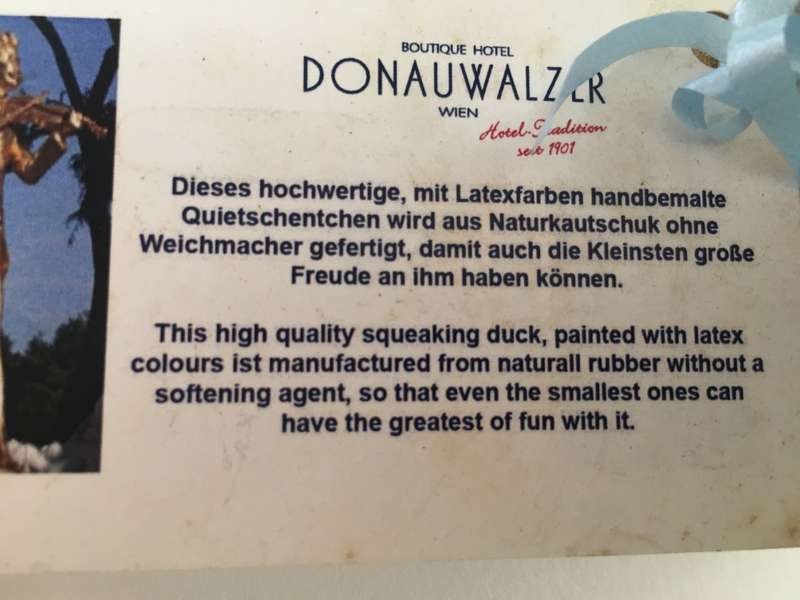 BOUTIQUE HOTEL
DONAUWALZER
WIEN
Hotel-Tradition
seit 1901
Dieses hochwertige, mit Latexfarben handbemalte
Quietschentchen wird aus Naturkautschuk ohne
Weichmacher gefertigt, damit auch die Kleinsten große
Freude an ihm haben können.
This high quality squeaking duck, painted with latex
colours ist manufactured from naturall rubber without a
softening agent, so that even the smallest ones can
have the greatest of fun with it.